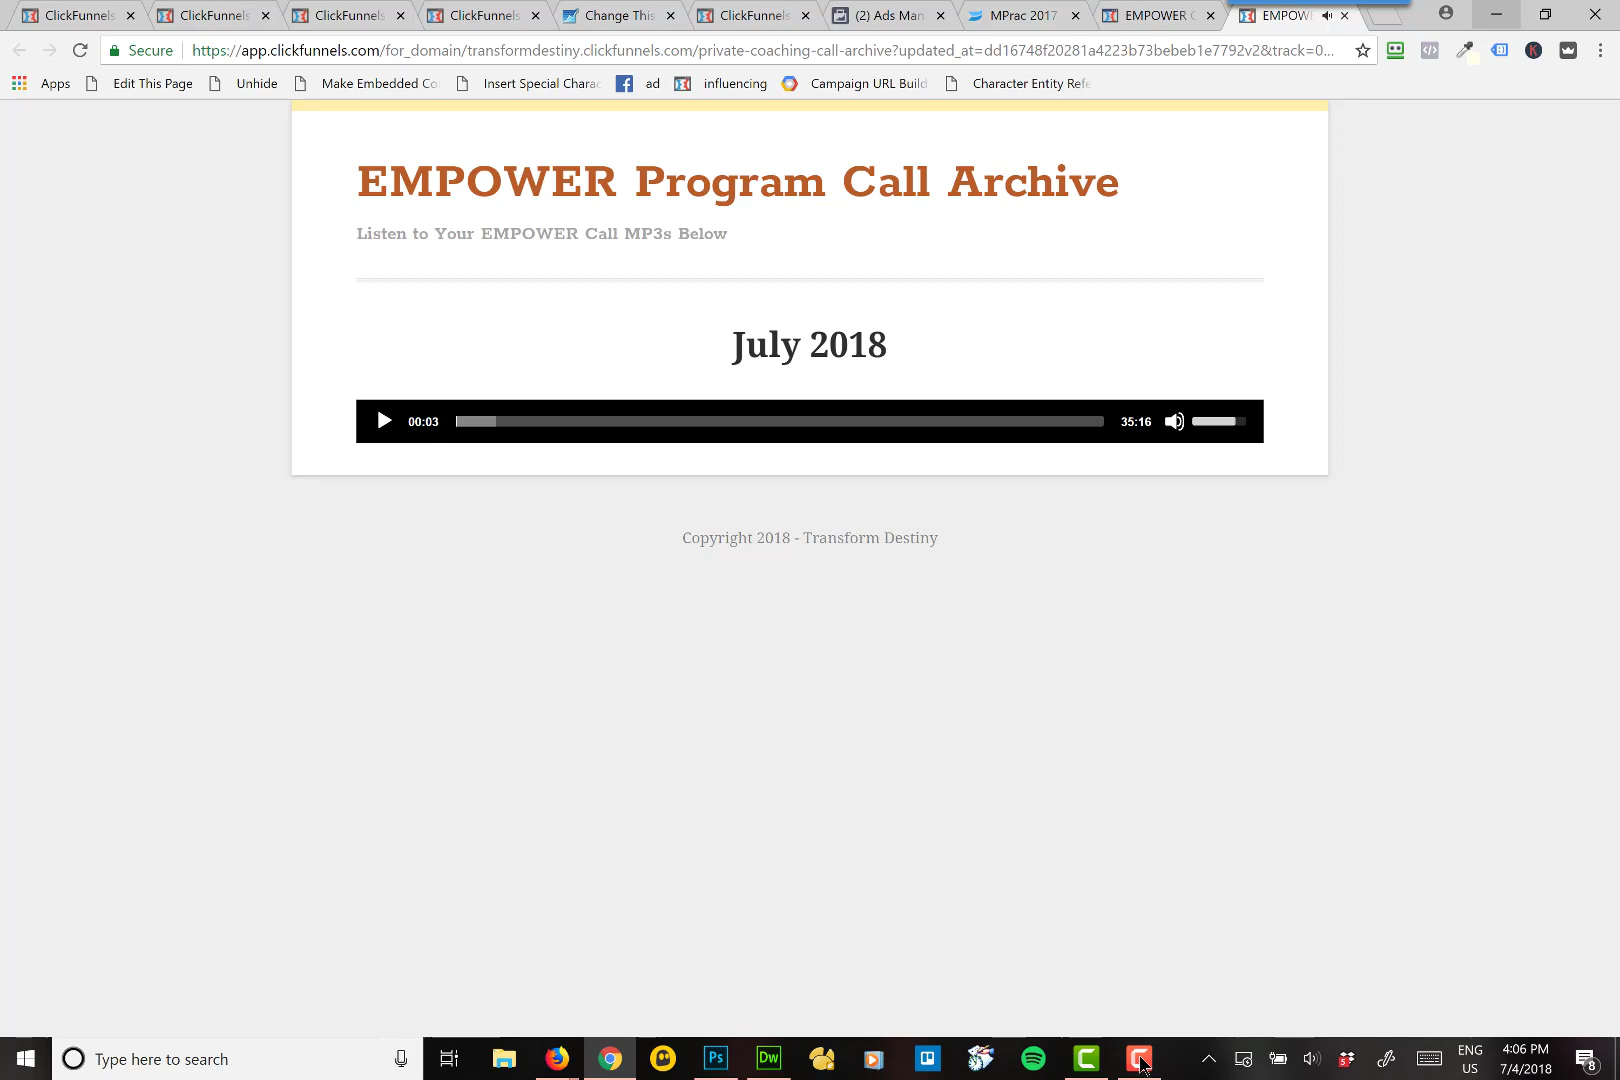 ClickFunnels
ClickFunnels
ClickFunnels
ClickFunnels
Change This
ClickFunnels
(2) Ads Man
MPrac 2017
EMPOWER C
EMPOWE
Secure
https://app.clickfunnels.com/for_domain/transformdestiny.clickfunnels.com/private-coaching-call-archive?updated_at=dd16748f20281a4223b73bebeb1e7792v2&track=0...
Apps
Edit This Page
Unhide
Make Embedded Co
Insert Special Charac
ad
influencing
Campaign URL Build
Character Entity Refe
EMPOWER Program Call Archive
Listen to Your EMPOWER Call MP3s Below
July 2018
00:03
35:16
Copyright 2018 - Transform Destiny
Type here to search
Ps
Dw
ENG
US
4:06 PM
7/4/2018
8